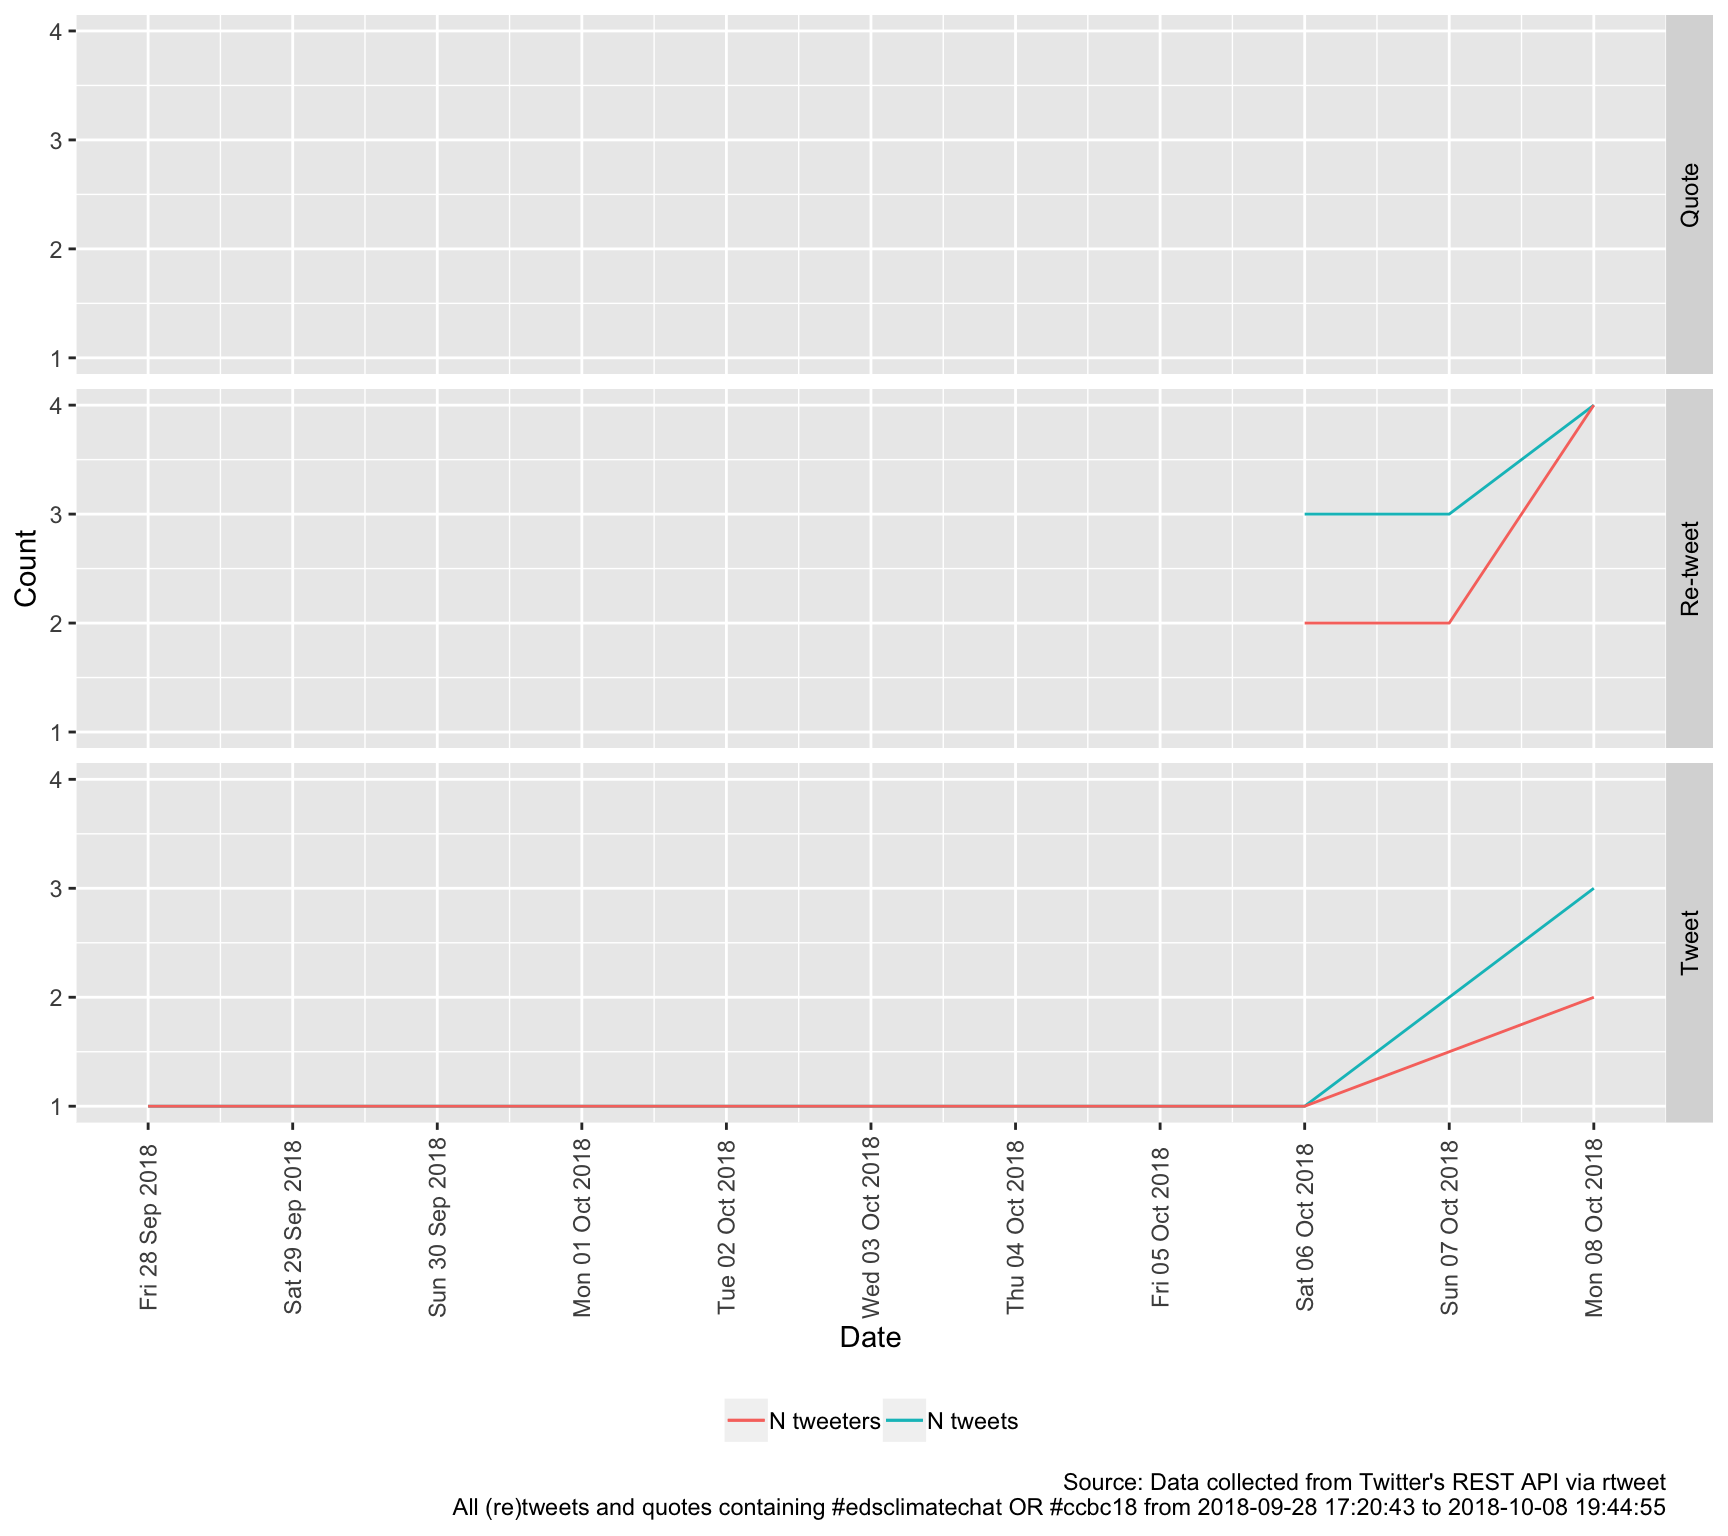 4
3
2
1
Quote
Count
4
3
2
1
Re-tweet
4
3
2
1
Tweet
Fri 28 Sep 2018
Sat 29 Sep 2018
Sun 30 Sep 2018
Mon 01 Oct 2018
Tue 02 Oct 2018
Wed 03 Oct 2018
Thu 04 Oct 2018
Fri 05 Oct 2018
Sat 06 Oct 2018
Sun 07 Oct 2018
Mon 08 Oct 2018
Date
N tweeters N tweets
Source: Data collected from Twitter's REST API via rtweet
All (re)tweets and quotes containing #edsclimatechat OR #ccbc18 from 2018-09-28 17:20:43 to 2018-10-08 19:44:55